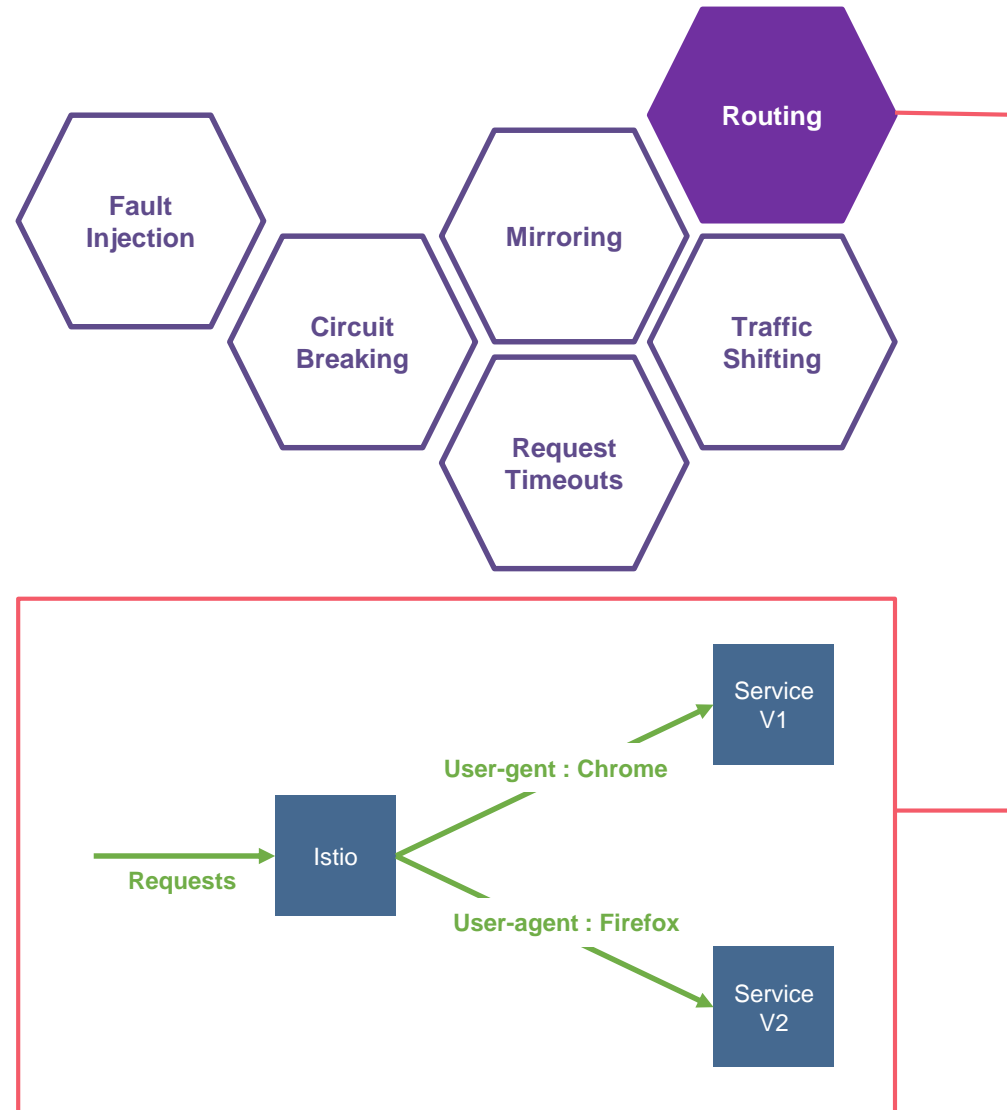 Routing
Fault
Injection
Mirroring
Circuit
Breaking
Traffic
Shifting
Request
Timeouts
Service
V1
User-gent : Chrome
Istio
Requests
User-agent : Firefox
Service
V2